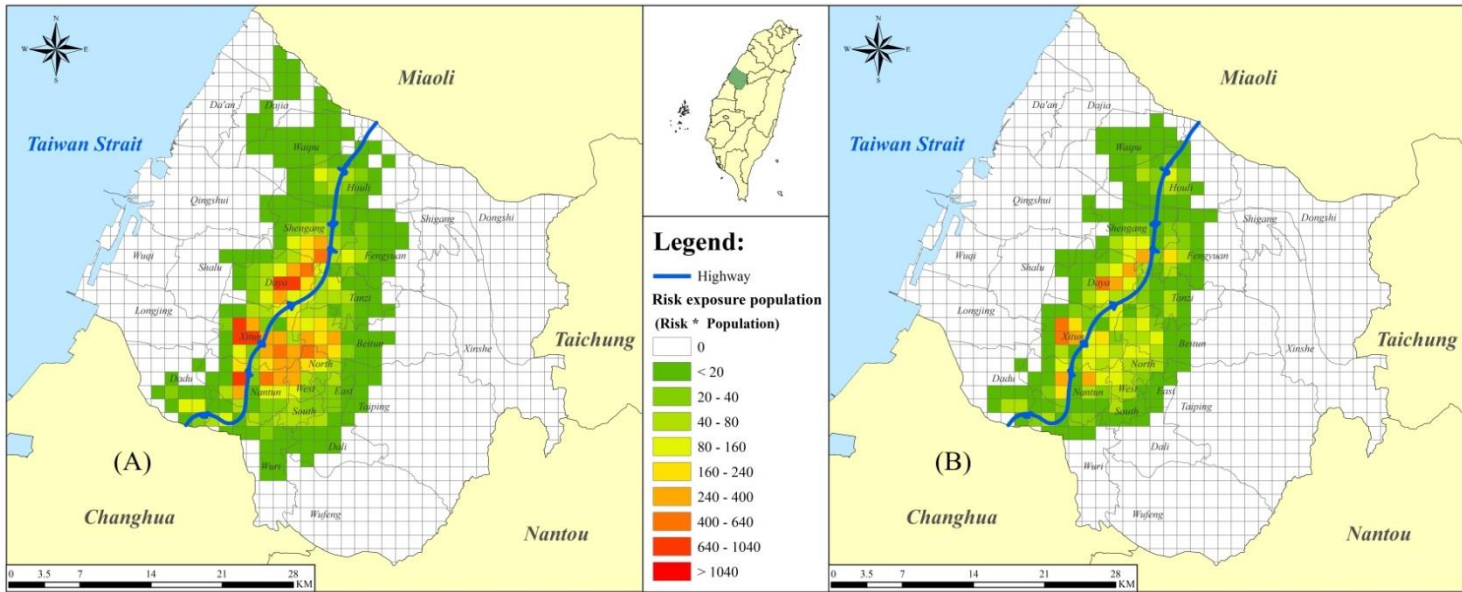 N
W
E
S
Miaoli
Da'an
Dajia
Taiwan Strait
Waipu
Houli
Qingshui
Shigang
Dongshi
Shengang
Wuqi
Shalu
Fengyuan
Daya
Tanzi
Longjing
Taichung
Xitun
Beitun
Xinshe
North
Dadu
Nantun
West
East
South
Taiping
Dali
(A)
Wuri
Changhua
Wufeng
Nantou
0 3.5 7 14 21 28
KM
Legend:
Highway
Risk exposure population
(Risk * Population)
0
< 20
20 - 40
40 - 80
80 - 160
160 - 240
240 - 400
400 - 640
640 - 1040
> 1040
N
W
E
S
Miaoli
Da'an
Dajia
Taiwan Strait
Waipu
Houli
Qingshui
Shigang
Dongshi
Shengang
Wuqi
Shalu
Fengyuan
Daya
Tanzi
Longjing
Taichung
Xitun
Beitun
Xinshe
North
Dadu
Nantun
West
East
South
Taiping
Dali
(B)
Wuri
Changhua
Wufeng
Nantou
0 3.5 7 14 21 28
KM